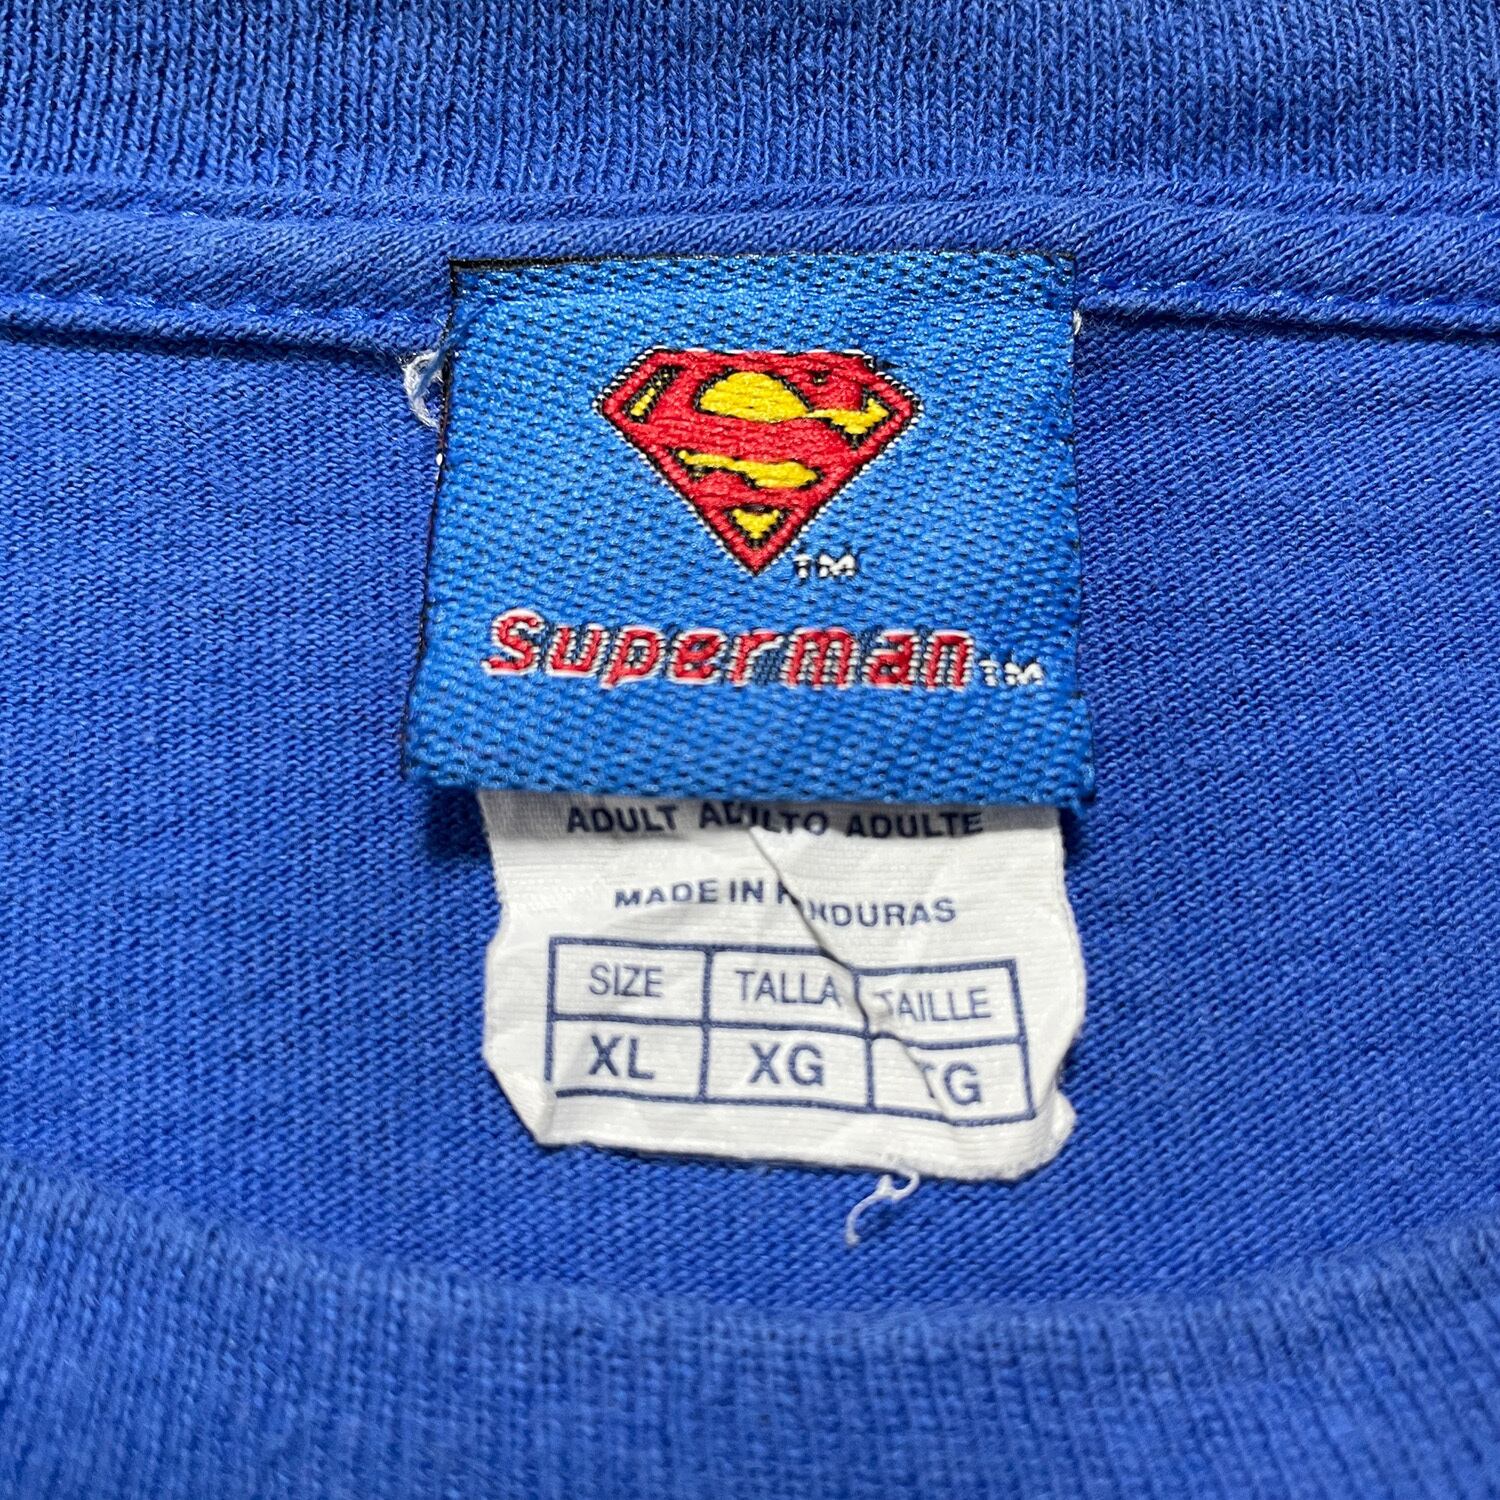 TM
Superman TM
ADULT ADULTO ADULTE
MADE IN HONDURAS
SIZE TALLA TAILLE
XL XG TG